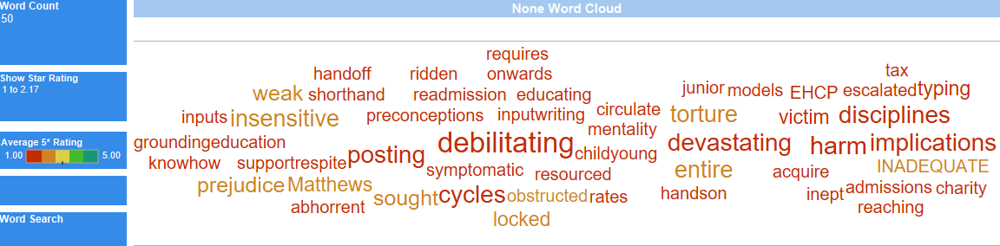 Word Count
50
Show Star Rating
1 to 2.17
Average 5* Rating
1.00 5.00
Word Search
None Word Cloud
requires
handoff ridden onwards tax
weak shorthand readmission educating junior models EHCP escalated typing
inputs insensitive preconceptions inputwriting circulate torture victim disciplines
mentality
groundingeducation debilitating devastating harm implications
knowhow supportrespite posting childyoung
symptomatic resourced entire acquire INADEQUATE
prejudice Matthews
sought cycles obstructed rates handson inept admissions charity
abhorrent reaching
locked